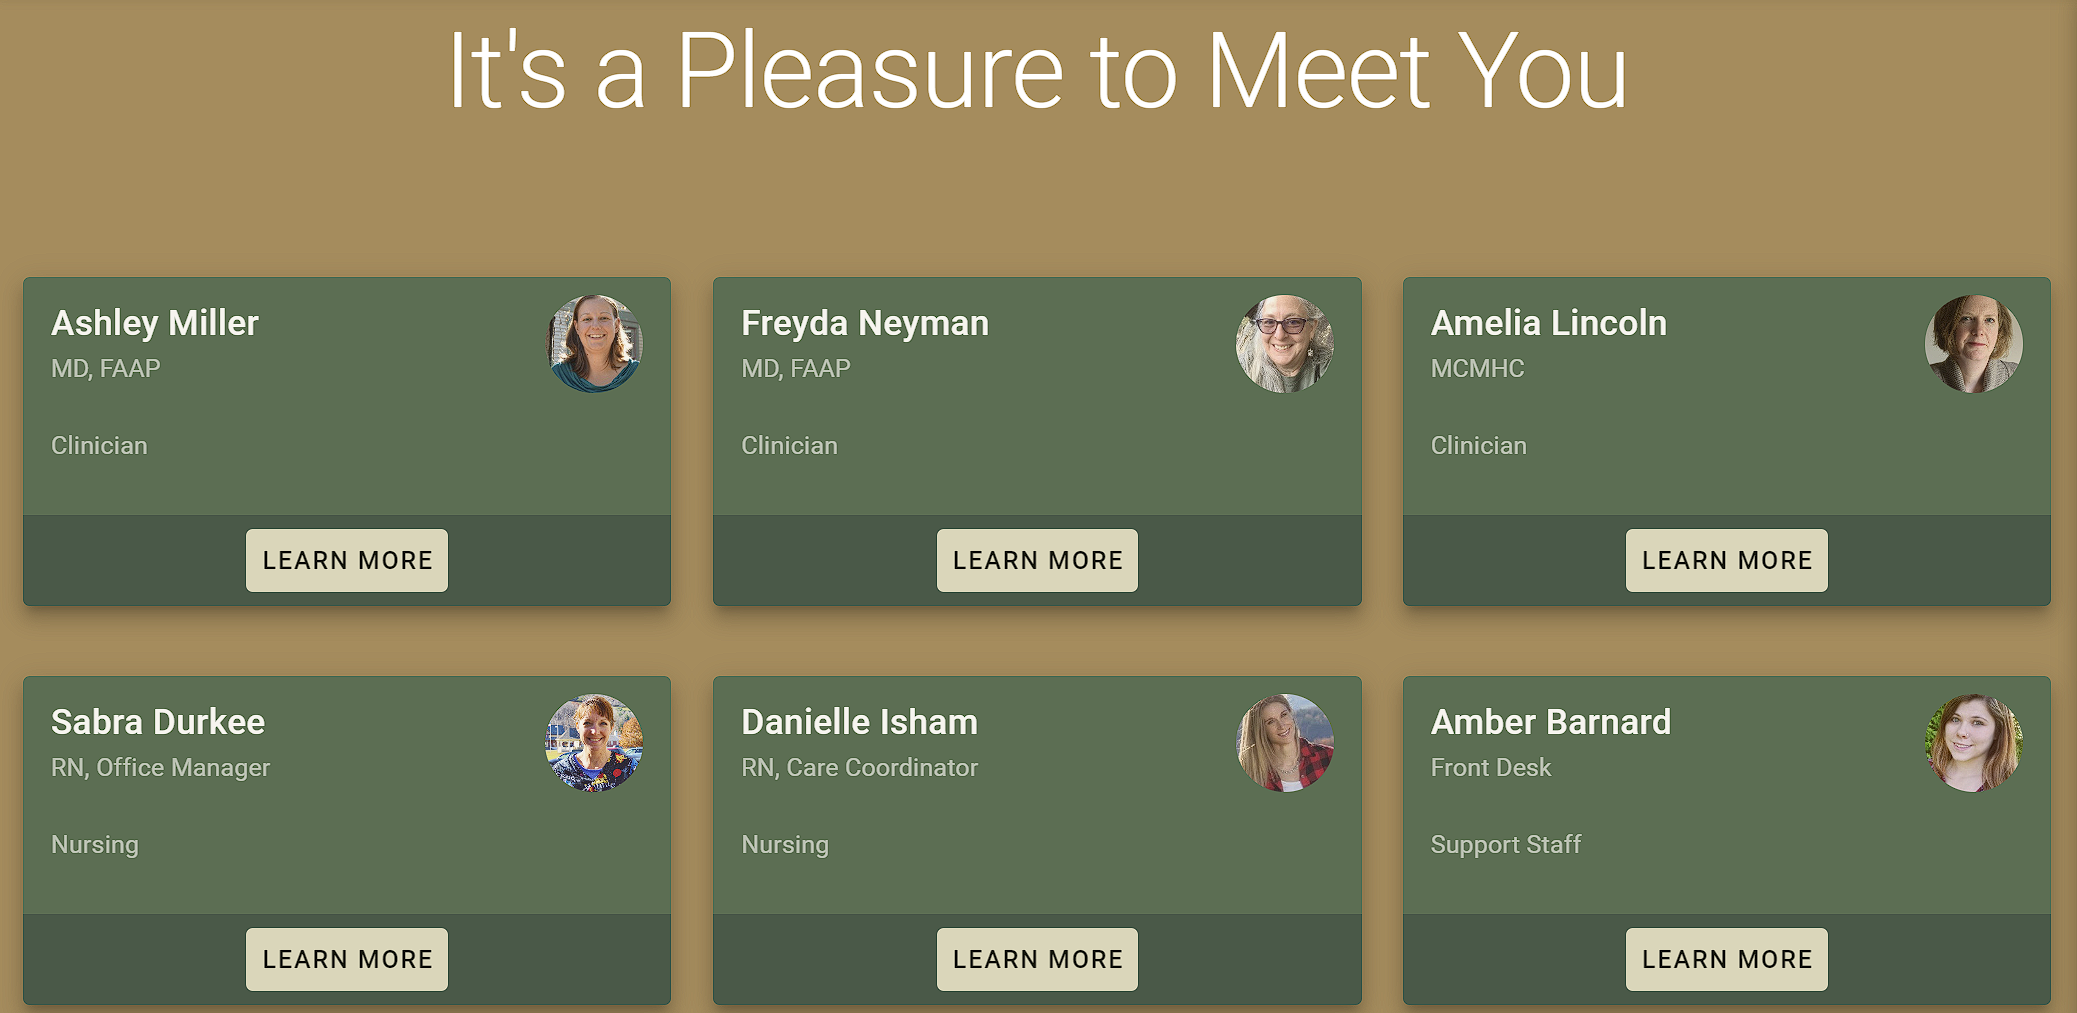 It's a Pleasure to Meet You
Ashley Miller
MD, FAAP
Clinician
LEARN MORE
Freyda Neyman
MD, FAAP
Clinician
LEARN MORE
Amelia Lincoln
MCMHC
Clinician
LEARN MORE
Sabra Durkee
RN, Office Manager
Nursing
LEARN MORE
Danielle Isham
RN, Care Coordinator
Nursing
LEARN MORE
Amber Barnard
Front Desk
Support Staff
LEARN MORE